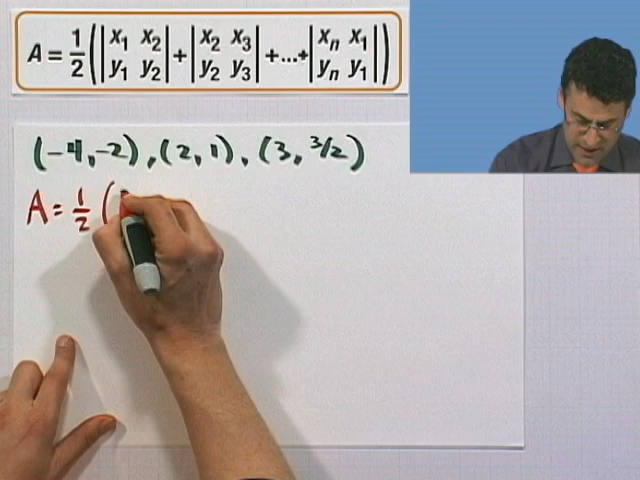 A = 1/2 ( | x₁ x₂ | + | x₂ x₃ | +...+ | xₙ x₁ | )
| y₁ y₂ | | y₂ y₃ | | yₙ y₁ |
(-4, -2), (2, 1), (3, 3/2)
A = 1/2 (